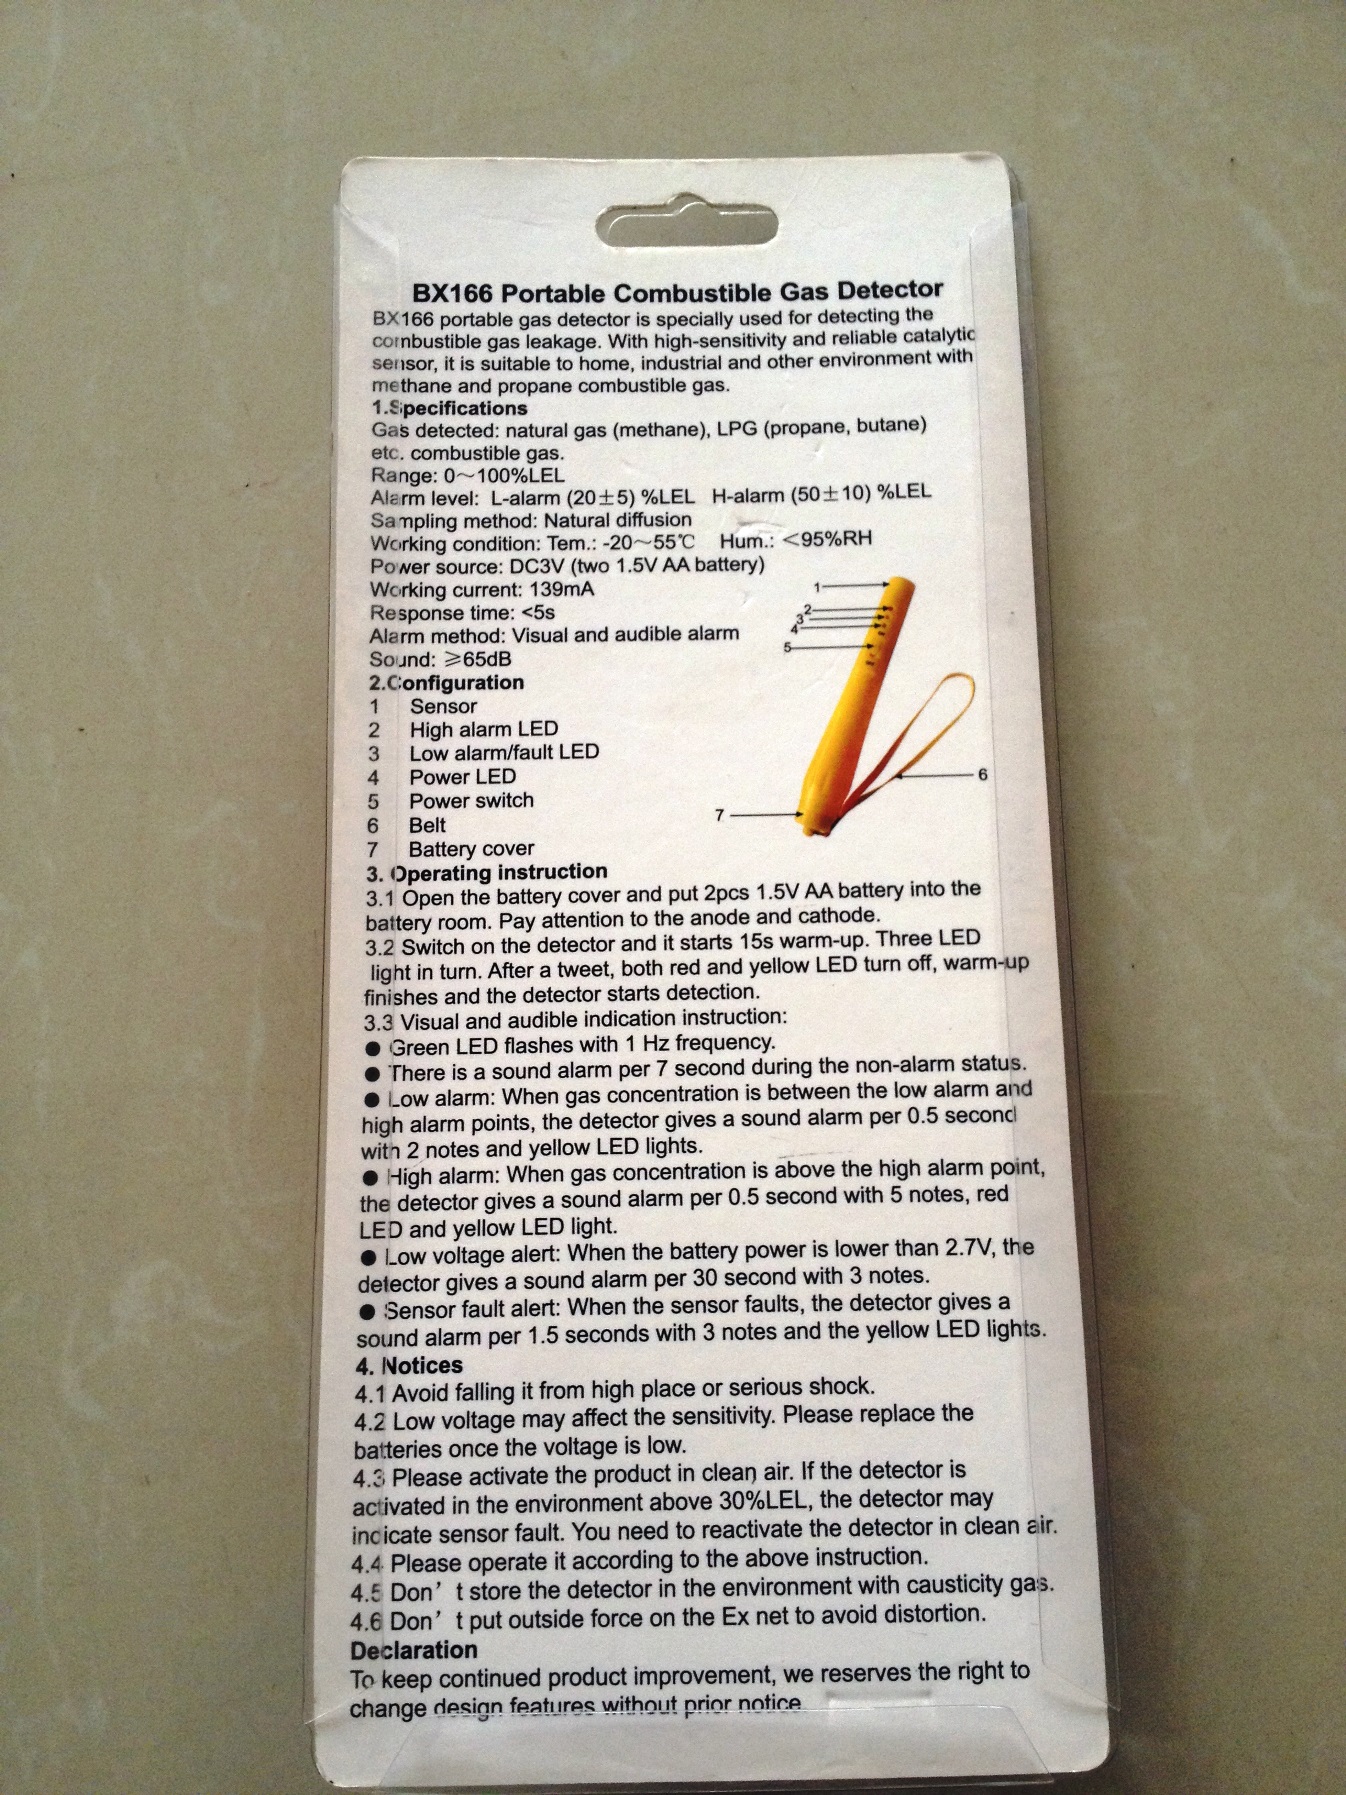 BX166 Portable Combustible Gas Detector
BX166 portable gas detector is specially used for detecting the
combustible gas leakage. With high-sensitivity and reliable catalytic
sensor, it is suitable to home, industrial and other environment with
methane and propane combustible gas.
1.Specifications
Gas detected: natural gas (methane), LPG (propane, butane)
etc. combustible gas.
Range: 0～100%LEL
Alarm level: L-alarm (20±5) %LEL H-alarm (50±10) %LEL
Sampling method: Natural diffusion
Working condition: Tem.: -20～55℃ Hum.: <95%RH
Power source: DC3V (two 1.5V AA battery)
Working current: 139mA
Response time: <5s
Alarm method: Visual and audible alarm
Sound: ≥65dB
1
2
3
4
5
6
7
2.Configuration
1 Sensor
2 High alarm LED
3 Low alarm/fault LED
4 Power LED
5 Power switch
6 Belt
7 Battery cover
3. Operating instruction
3.1 Open the battery cover and put 2pcs 1.5V AA battery into the
battery room. Pay attention to the anode and cathode.
3.2 Switch on the detector and it starts 15s warm-up. Three LED
light in turn. After a tweet, both red and yellow LED turn off, warm-up
finishes and the detector starts detection.
3.3 Visual and audible indication instruction:
● Green LED flashes with 1 Hz frequency.
● There is a sound alarm per 7 second during the non-alarm status.
● Low alarm: When gas concentration is between the low alarm and
high alarm points, the detector gives a sound alarm per 0.5 second
with 2 notes and yellow LED lights.
● High alarm: When gas concentration is above the high alarm point,
the detector gives a sound alarm per 0.5 second with 5 notes, red
LED and yellow LED light.
● Low voltage alert: When the battery power is lower than 2.7V, the
detector gives a sound alarm per 30 second with 3 notes.
● Sensor fault alert: When the sensor faults, the detector gives a
sound alarm per 1.5 seconds with 3 notes and the yellow LED lights.
4. Notices
4.1 Avoid falling it from high place or serious shock.
4.2 Low voltage may affect the sensitivity. Please replace the
batteries once the voltage is low.
4.3 Please activate the product in clean air. If the detector is
activated in the environment above 30%LEL, the detector may
indicate sensor fault. You need to reactivate the detector in clean air.
4.4 Please operate it according to the above instruction.
4.5 Don't store the detector in the environment with causticity gas.
4.6 Don't put outside force on the Ex net to avoid distortion.
Declaration
To keep continued product improvement, we reserves the right to
change design features without prior notice